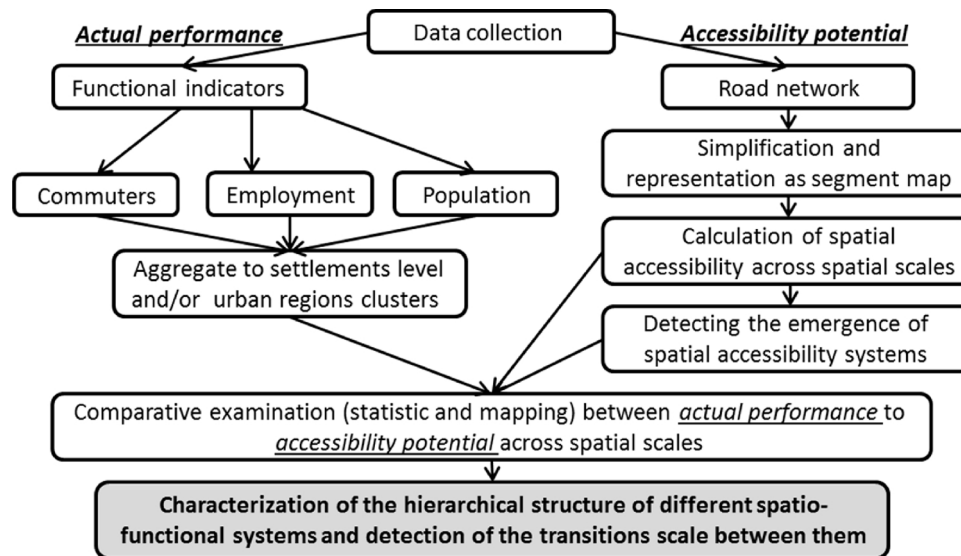 Data collection
Actual performance
Accessibility potential
Functional indicators
Road network
Simplification and
representation as segment map
Commuters
Employment
Population
Calculation of spatial
accessibility across spatial scales
Aggregate to settlements level
and/or urban regions clusters
Detecting the emergence of
spatial accessibility systems
Comparative examination (statistic and mapping) between actual performance to
accessibility potential across spatial scales
Characterization of the hierarchical structure of different spatio-
functional systems and detection of the transitions scale between them